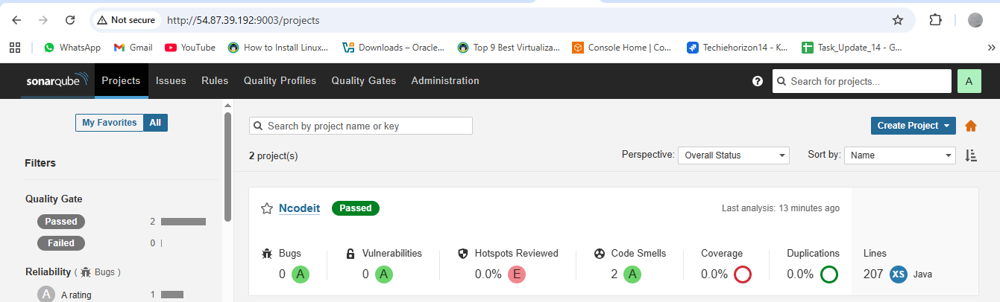 Not secure http://54.87.39.192:9003/projects
WhatsApp Gmail YouTube How to Install Linux... Downloads – Oracle... Top 9 Best Virtualiza... Console Home | Co... Techiehorizon14 - K... Task_Update_14 - G... »
sonarqube Projects Issues Rules Quality Profiles Quality Gates Administration ? Search for projects... A
My Favorites All
Search by project name or key
Create Project
2 project(s)
Perspective: Overall Status Sort by: Name
Filters
Quality Gate
Passed 2
Failed 0
Reliability ( Bugs )
A A rating 1
Ncodeit Passed Last analysis: 13 minutes ago
Bugs Vulnerabilities Hotspots Reviewed Code Smells Coverage Duplications Lines
0 A 0 A 0.0% E 2 A 0.0% 0.0% 207 XS Java